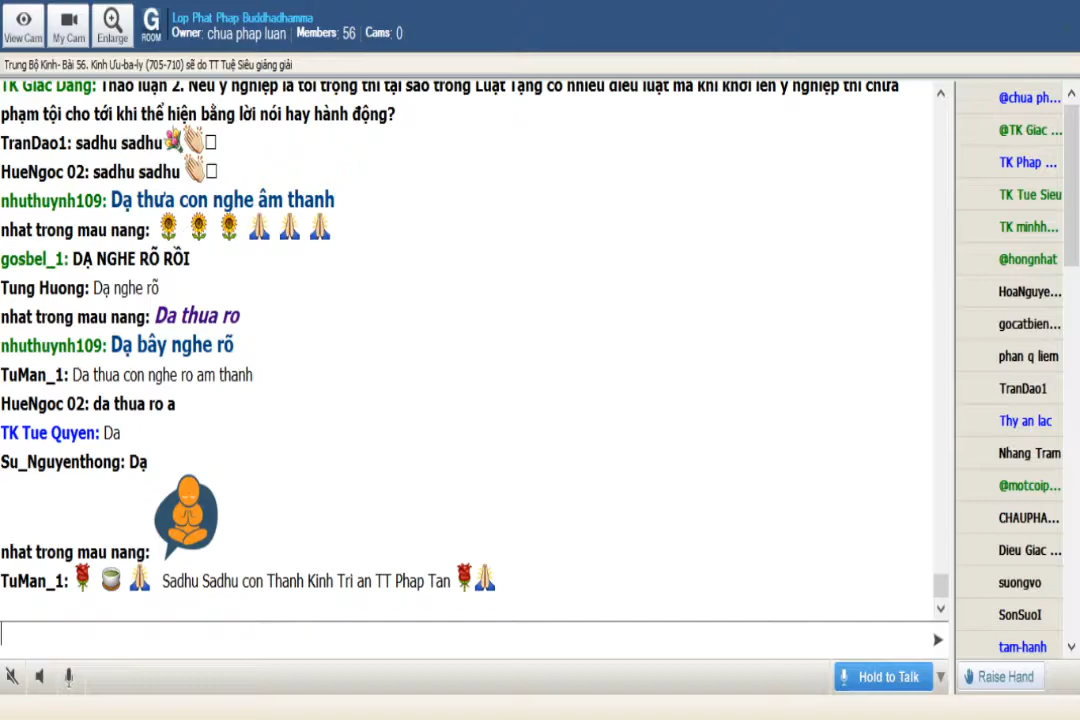 View Cam
My Cam
Enlarge
G ROOM
Lop Phat Phap Buddhadhamma
Owner: chua phap luan | Members: 56 | Cams: 0
Trung Bộ Kinh- Bài 56. Kinh Ưu-ba-ly (705-710) sẽ do TT Tuệ Siêu giảng giải
TK Giac Dang: Thảo luận 2. Nếu ý nghiệp là tối trọng thì tại sao trong Luật Tạng có nhiều điều luật mà khi khởi lên ý nghiệp thì chưa
phạm tội cho tới khi thể hiện bằng lời nói hay hành động?
TranDao1: sadhu sadhu
HueNgoc 02: sadhu sadhu
nhuthuynh109: Dạ thưa con nghe âm thanh
nhat trong mau nang:
gosbel_1: DẠ NGHE RÕ RỒI
Tung Huong: Dạ nghe rõ
nhat trong mau nang: Da thua ro
nhuthuynh109: Dạ bây nghe rõ
TuMan_1: Da thua con nghe ro am thanh
HueNgoc 02: da thua ro a
TK Tue Quyen: Da
Su_Nguyenthong: Dạ
nhat trong mau nang:
TuMan_1: Sadhu Sadhu con Thanh Kinh Tri an TT Phap Tan
@chua ph...
@TK Giac ...
TK Phap ...
TK Tue Sieu
TK minhh...
@hongnhat
HoaNguye...
gocatbien...
phan q liem
TranDao1
Thy an lac
Nhang Tram
@motcoip...
CHAUPHA...
Dieu Giac ...
suongvo
SonSuoI
tam-hanh
Hold to Talk
Raise Hand